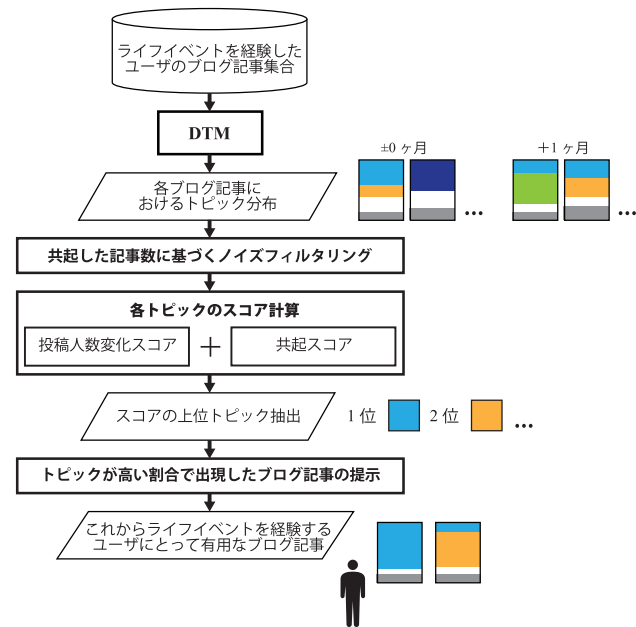 ライフイベントを経験した
ユーザのブログ記事集合
DTM
±0 ヶ月
+1 ヶ月
各ブログ記事に
おけるトピック分布
...
...
共起した記事数に基づくノイズフィルタリング
各トピックのスコア計算
投稿人数変化スコア
+
共起スコア
スコアの上位トピック抽出
1 位
2 位
...
トピックが高い割合で出現したブログ記事の提示
これからライフイベントを経験する
ユーザにとって有用なブログ記事